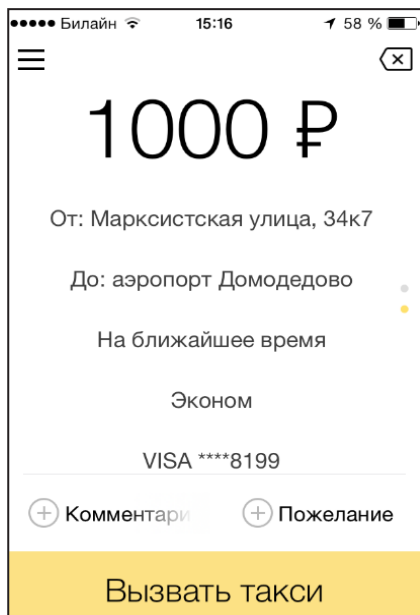 Билайн 15:16 58 %
1000 ₽
От: Марксистская улица, 34к7
До: аэропорт Домодедово
На ближайшее время
Эконом
VISA ****8199
Комментари Пожелание
Вызвать такси